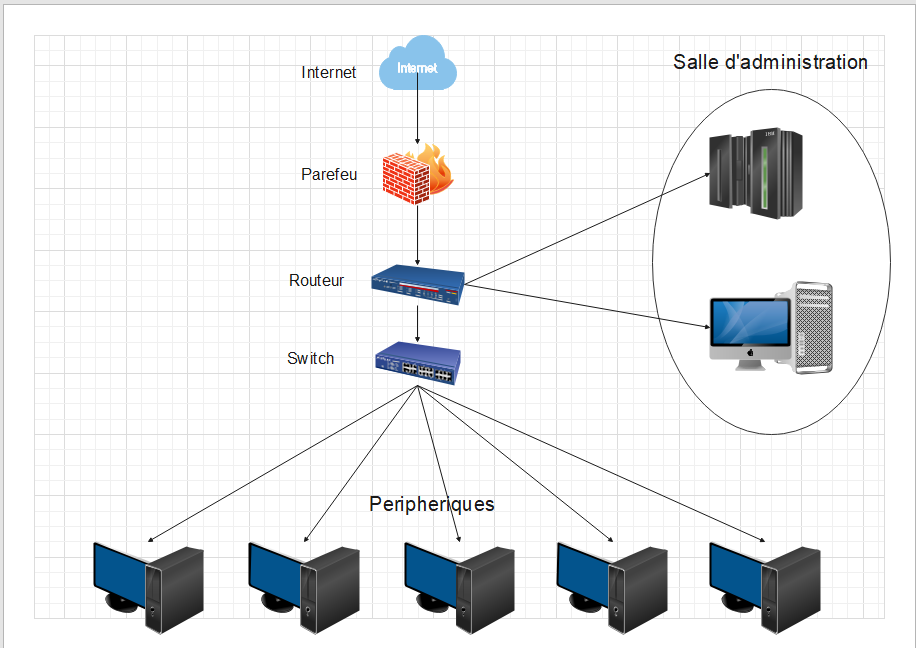 Internet
Internet
Salle d'administration
Parefeu
Routeur
Switch
Peripheriques